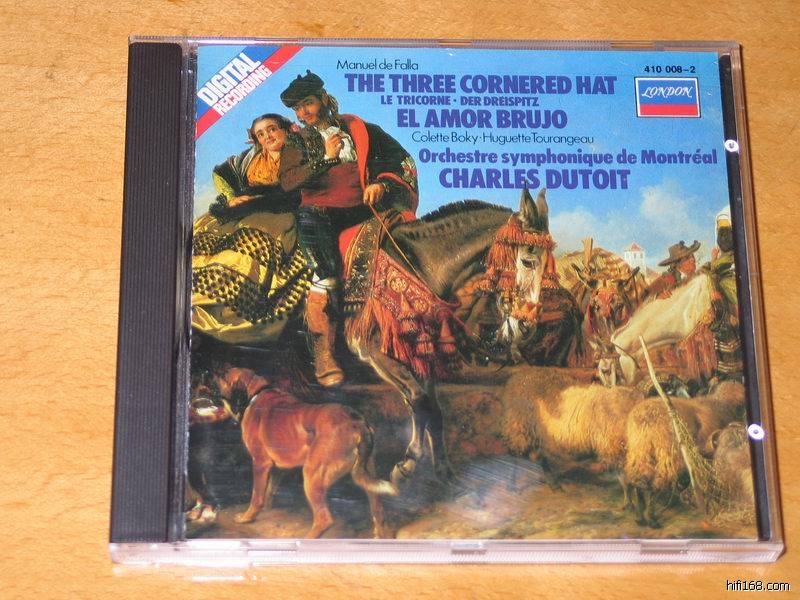 DIGITAL
RECORDING
Manuel de Falla
410 008-2
THE THREE CORNERED HAT
LE TRICORNE · DER DREISPITZ
EL AMOR BRUJO
LONDON
Colette Boky · Huguette Tourangeau
Orchestre symphonique de Montréal
CHARLES DUTOIT
hifi168.com